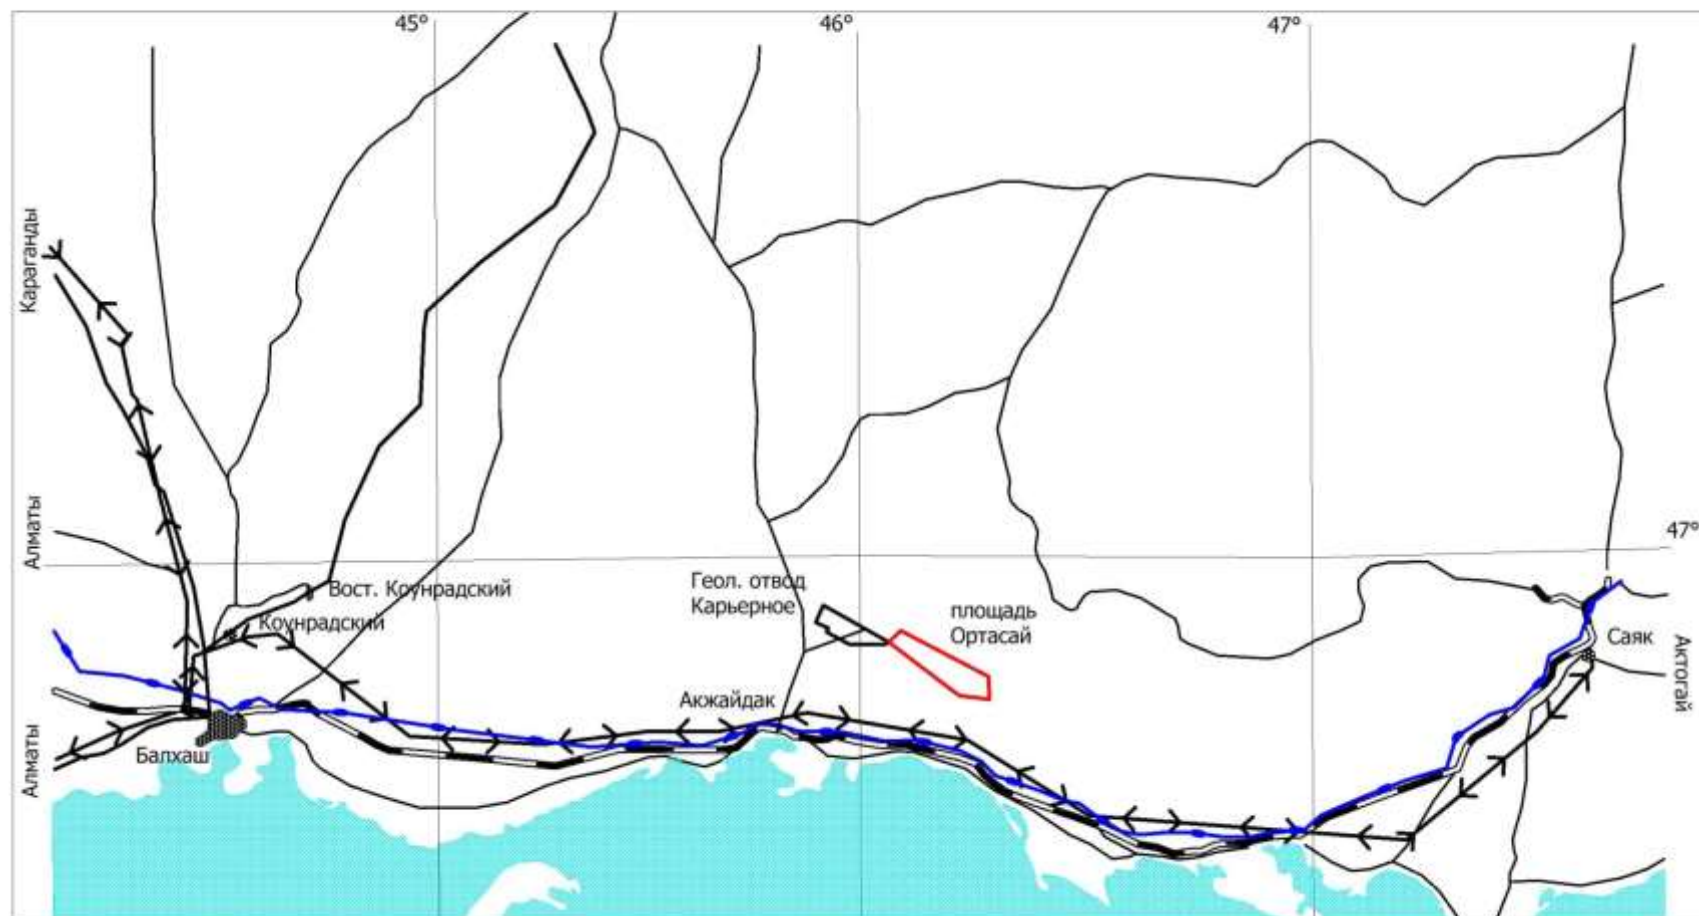 45°
46°
47°
Караганды
Алматы
47°
Вост. Коунрадский
Коунрадский
Геол. отвод
Карьерное
площадь
Ортасай
Саяк
Актогай
Акжайдак
Балхаш
Алматы